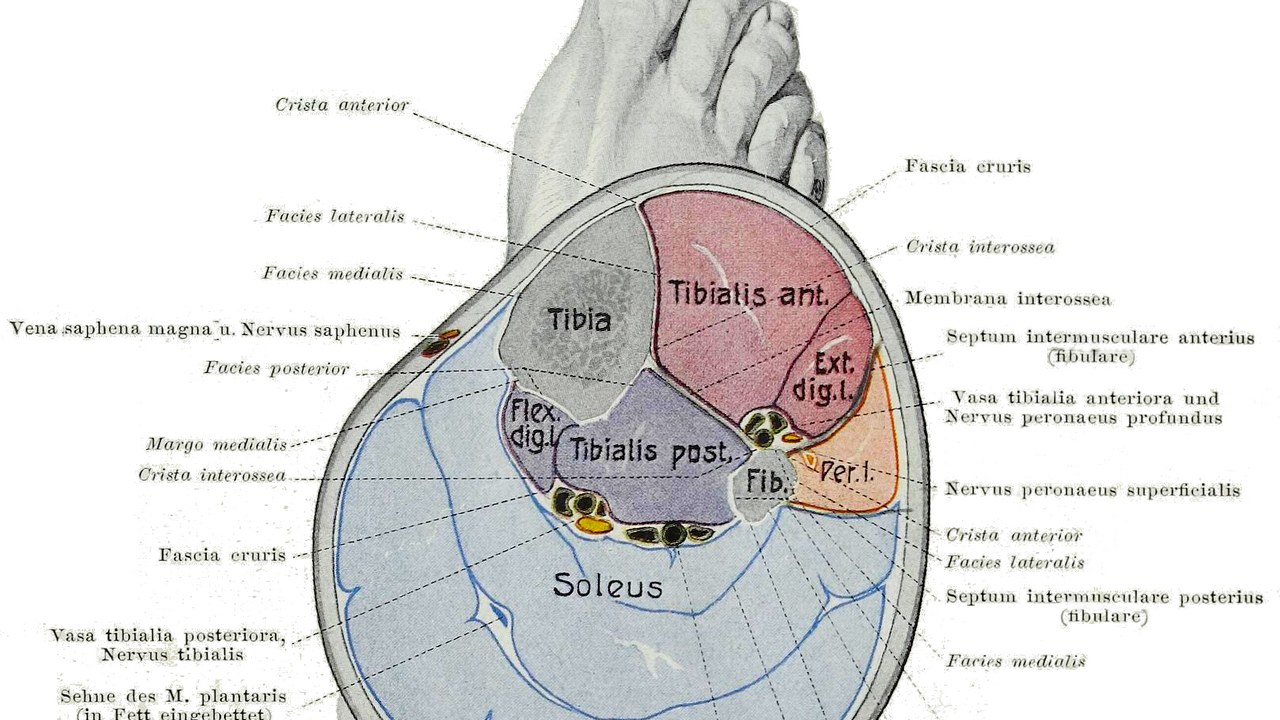 Crista anterior
Facies lateralis
Facies medialis
Vena saphena magna u. Nervus saphenus
Facies posterior
Margo medialis
Crista interossea
Fascia cruris
Vasa tibialia posteriora,
Nervus tibialis
Sehne des M. plantaris
(in Fett eingebettet)
Tibia
Tibialis ant.
Ext.
dig.l.
Flex.
dig.l.
Tibialis post.
Fib.
Per.l.
Soleus
Fascia cruris
Crista interossea
Membrana interossea
Septum intermusculare anterius
(fibulare)
Vasa tibialia anteriora und
Nervus peronaeus profundus
Nervus peronaeus superficialis
Crista anterior
Facies lateralis
Septum intermusculare posterius
(fibulare)
Facies medialis